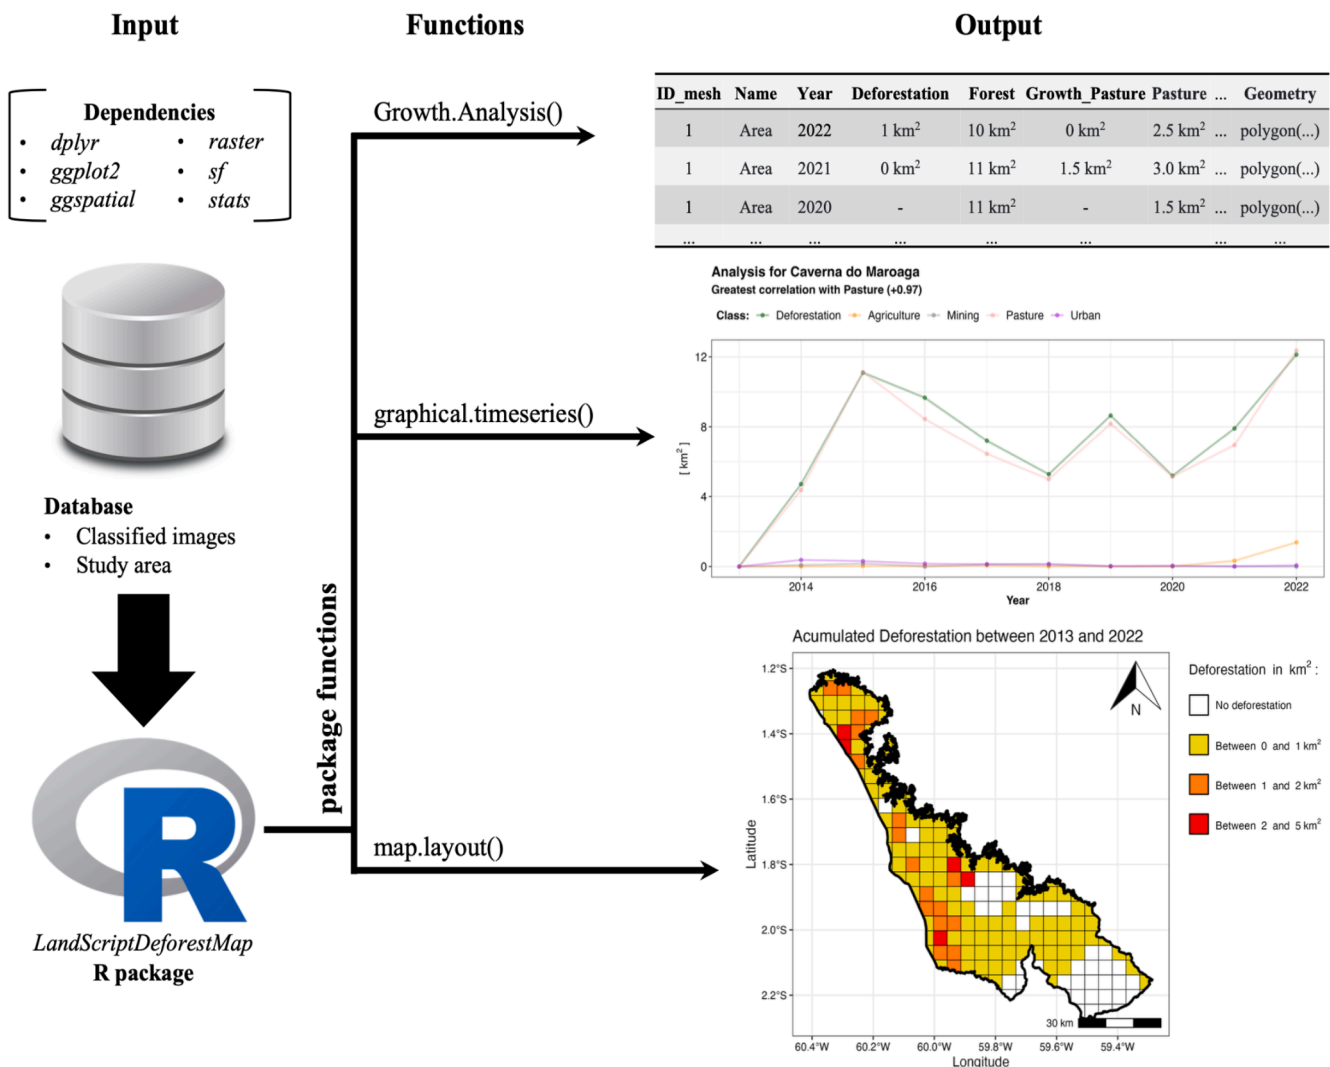 Input
Functions
Output
Dependencies
• dplyr
• raster
• ggplot2
• sf
• ggspatial
• stats
Database
• Classified images
• Study area
R
LandScriptDeforestMap
R package
package functions
Growth.Analysis()
graphical.timeseries()
map.layout()
ID_mesh Name Year Deforestation Forest Growth_Pasture Pasture ... Geometry
1 Area 2022 1 km² 10 km² 0 km² 2.5 km² ... polygon(...)
1 Area 2021 0 km² 11 km² 1.5 km² 3.0 km² ... polygon(...)
1 Area 2020 - 11 km² - 1.5 km² ... polygon(...)
... ... ... ... ... ... ... ...
Analysis for Caverna do Maroaga
Greatest correlation with Pasture (+0.97)
Class: Deforestation Agriculture Mining Pasture Urban
[ km² ]
12
8
4
0
2014 2016 2018 2020 2022
Year
Acumulated Deforestation between 2013 and 2022
Latitude
1.2°S
1.4°S
1.6°S
1.8°S
2.0°S
2.2°S
N
30 km
60.4°W 60.2°W 60.0°W 59.8°W 59.6°W 59.4°W
Longitude
Deforestation in km² :
No deforestation
Between 0 and 1 km²
Between 1 and 2 km²
Between 2 and 5 km²